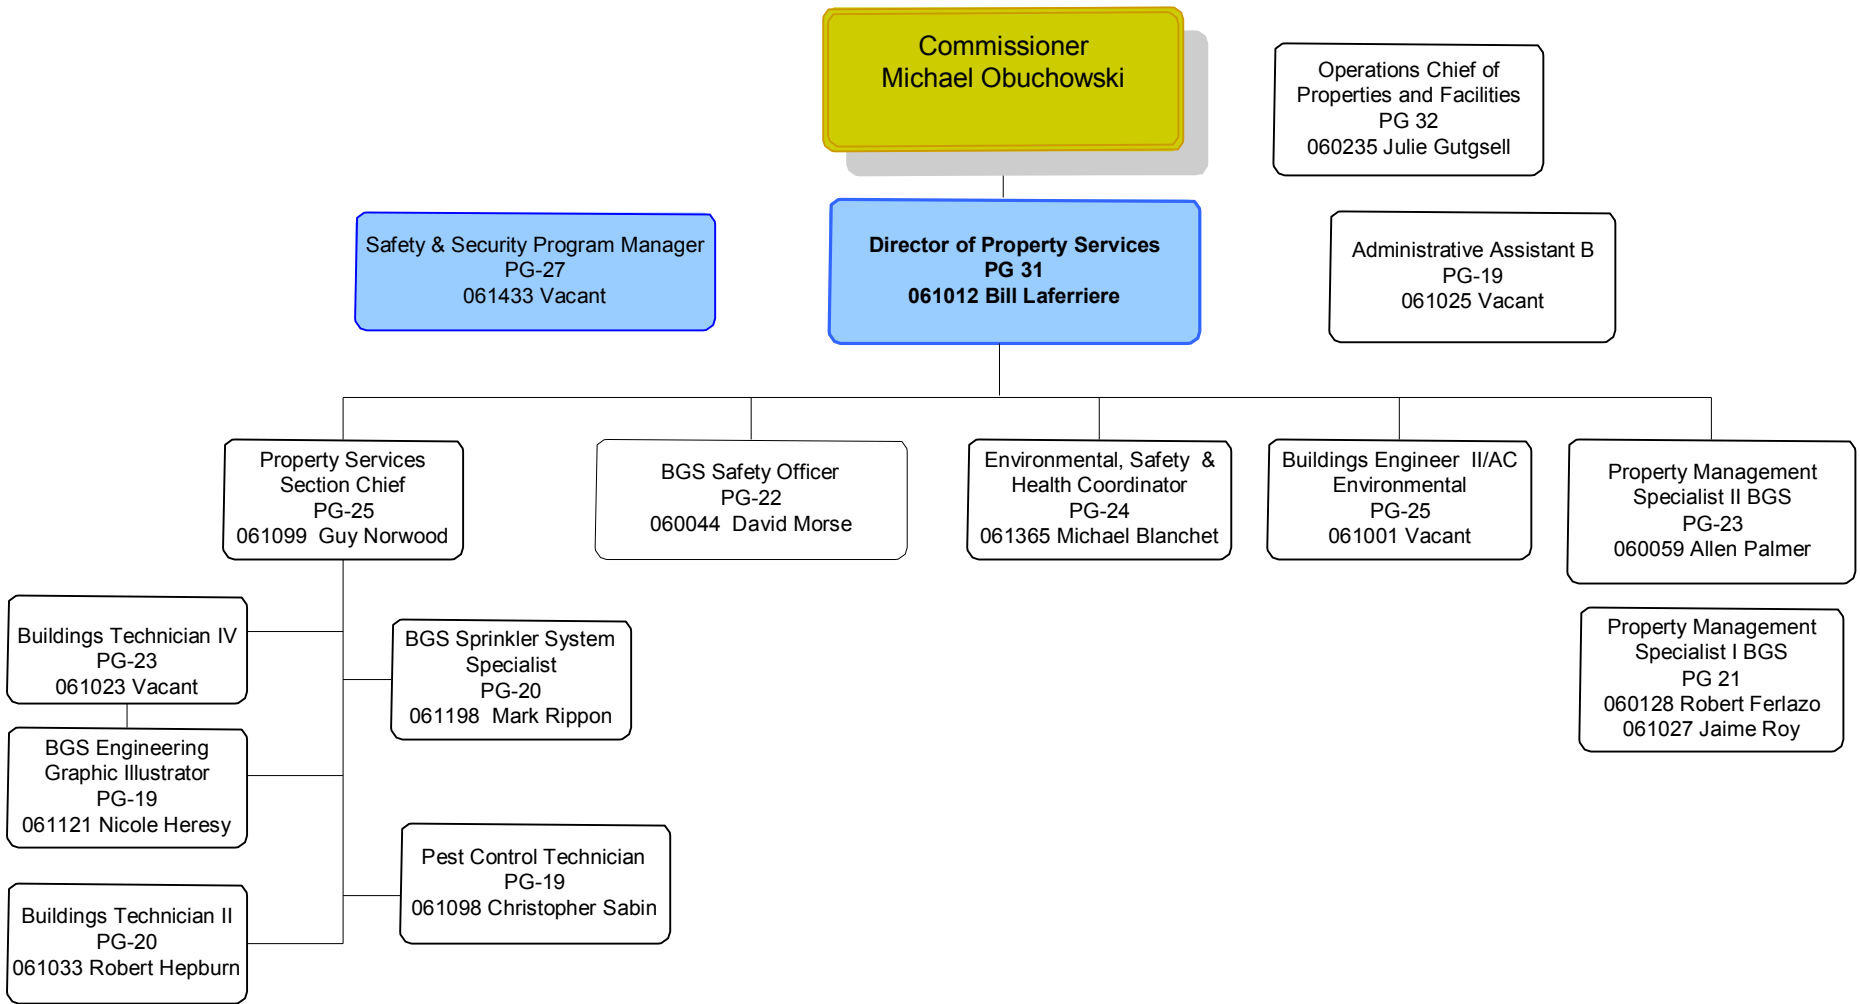 Commissioner
Michael Obuchowski
Operations Chief of
Properties and Facilities
PG 32
060235 Julie Gutgsell
Safety & Security Program Manager
PG-27
061433 Vacant
Director of Property Services
PG 31
061012 Bill Laferriere
Administrative Assistant B
PG-19
061025 Vacant
Property Services
Section Chief
PG-25
061099 Guy Norwood
BGS Safety Officer
PG-22
060044 David Morse
Environmental, Safety &
Health Coordinator
PG-24
061365 Michael Blanchet
Buildings Engineer II/AC
Environmental
PG-25
061001 Vacant
Property Management
Specialist II BGS
PG-23
060059 Allen Palmer
Buildings Technician IV
PG-23
061023 Vacant
BGS Sprinkler System
Specialist
PG-20
061198 Mark Rippon
Property Management
Specialist I BGS
PG 21
060128 Robert Ferlazo
061027 Jaime Roy
BGS Engineering
Graphic Illustrator
PG-19
061121 Nicole Heresy
Pest Control Technician
PG-19
061098 Christopher Sabin
Buildings Technician II
PG-20
061033 Robert Hepburn